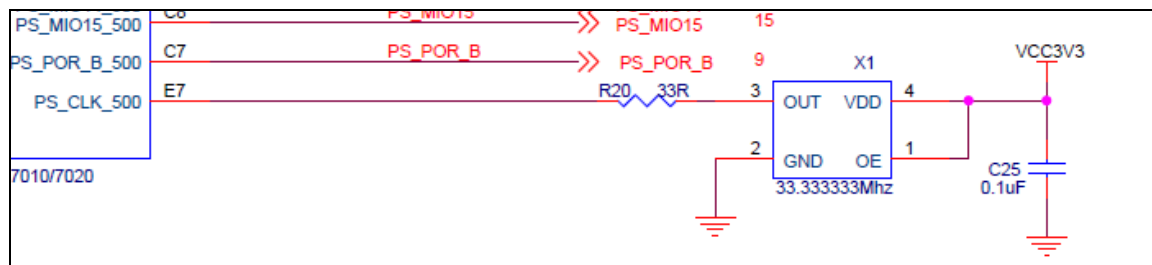 PS_MIO15_500 C8 PS_MIO15 PS_MIO15 15
PS_POR_B_500 C7 PS_POR_B PS_POR_B 9
X1 VCC3V3
PS_CLK_500 E7 R20 33R 3 OUT VDD 4
2 GND OE 1
7010/7020 33.333333Mhz
C25
0.1uF